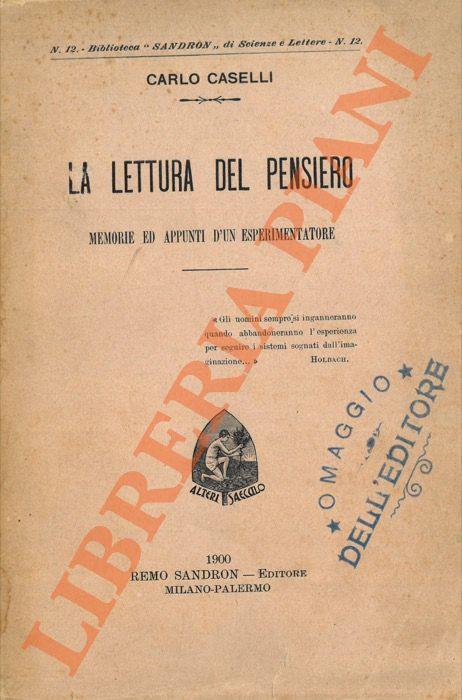 N. 12. - Biblioteca " SANDRON „ di Scienze e Lettere - N. 12.
CARLO CASELLI
LA LETTURA DEL PENSIERO
MEMORIE ED APPUNTI D'UN ESPERIMENTATORE
« Gli uomini sempre si inganneranno
quando abbandoneranno l'esperienza
per seguire i sistemi sognati dall'ima-
ginazione... » HOLBACH.
ALTERI SAECULO
★ OMAGGIO ★
DELL'EDITORE
1900
REMO SANDRON — EDITORE
MILANO-PALERMO
LIBRERIA PIANI